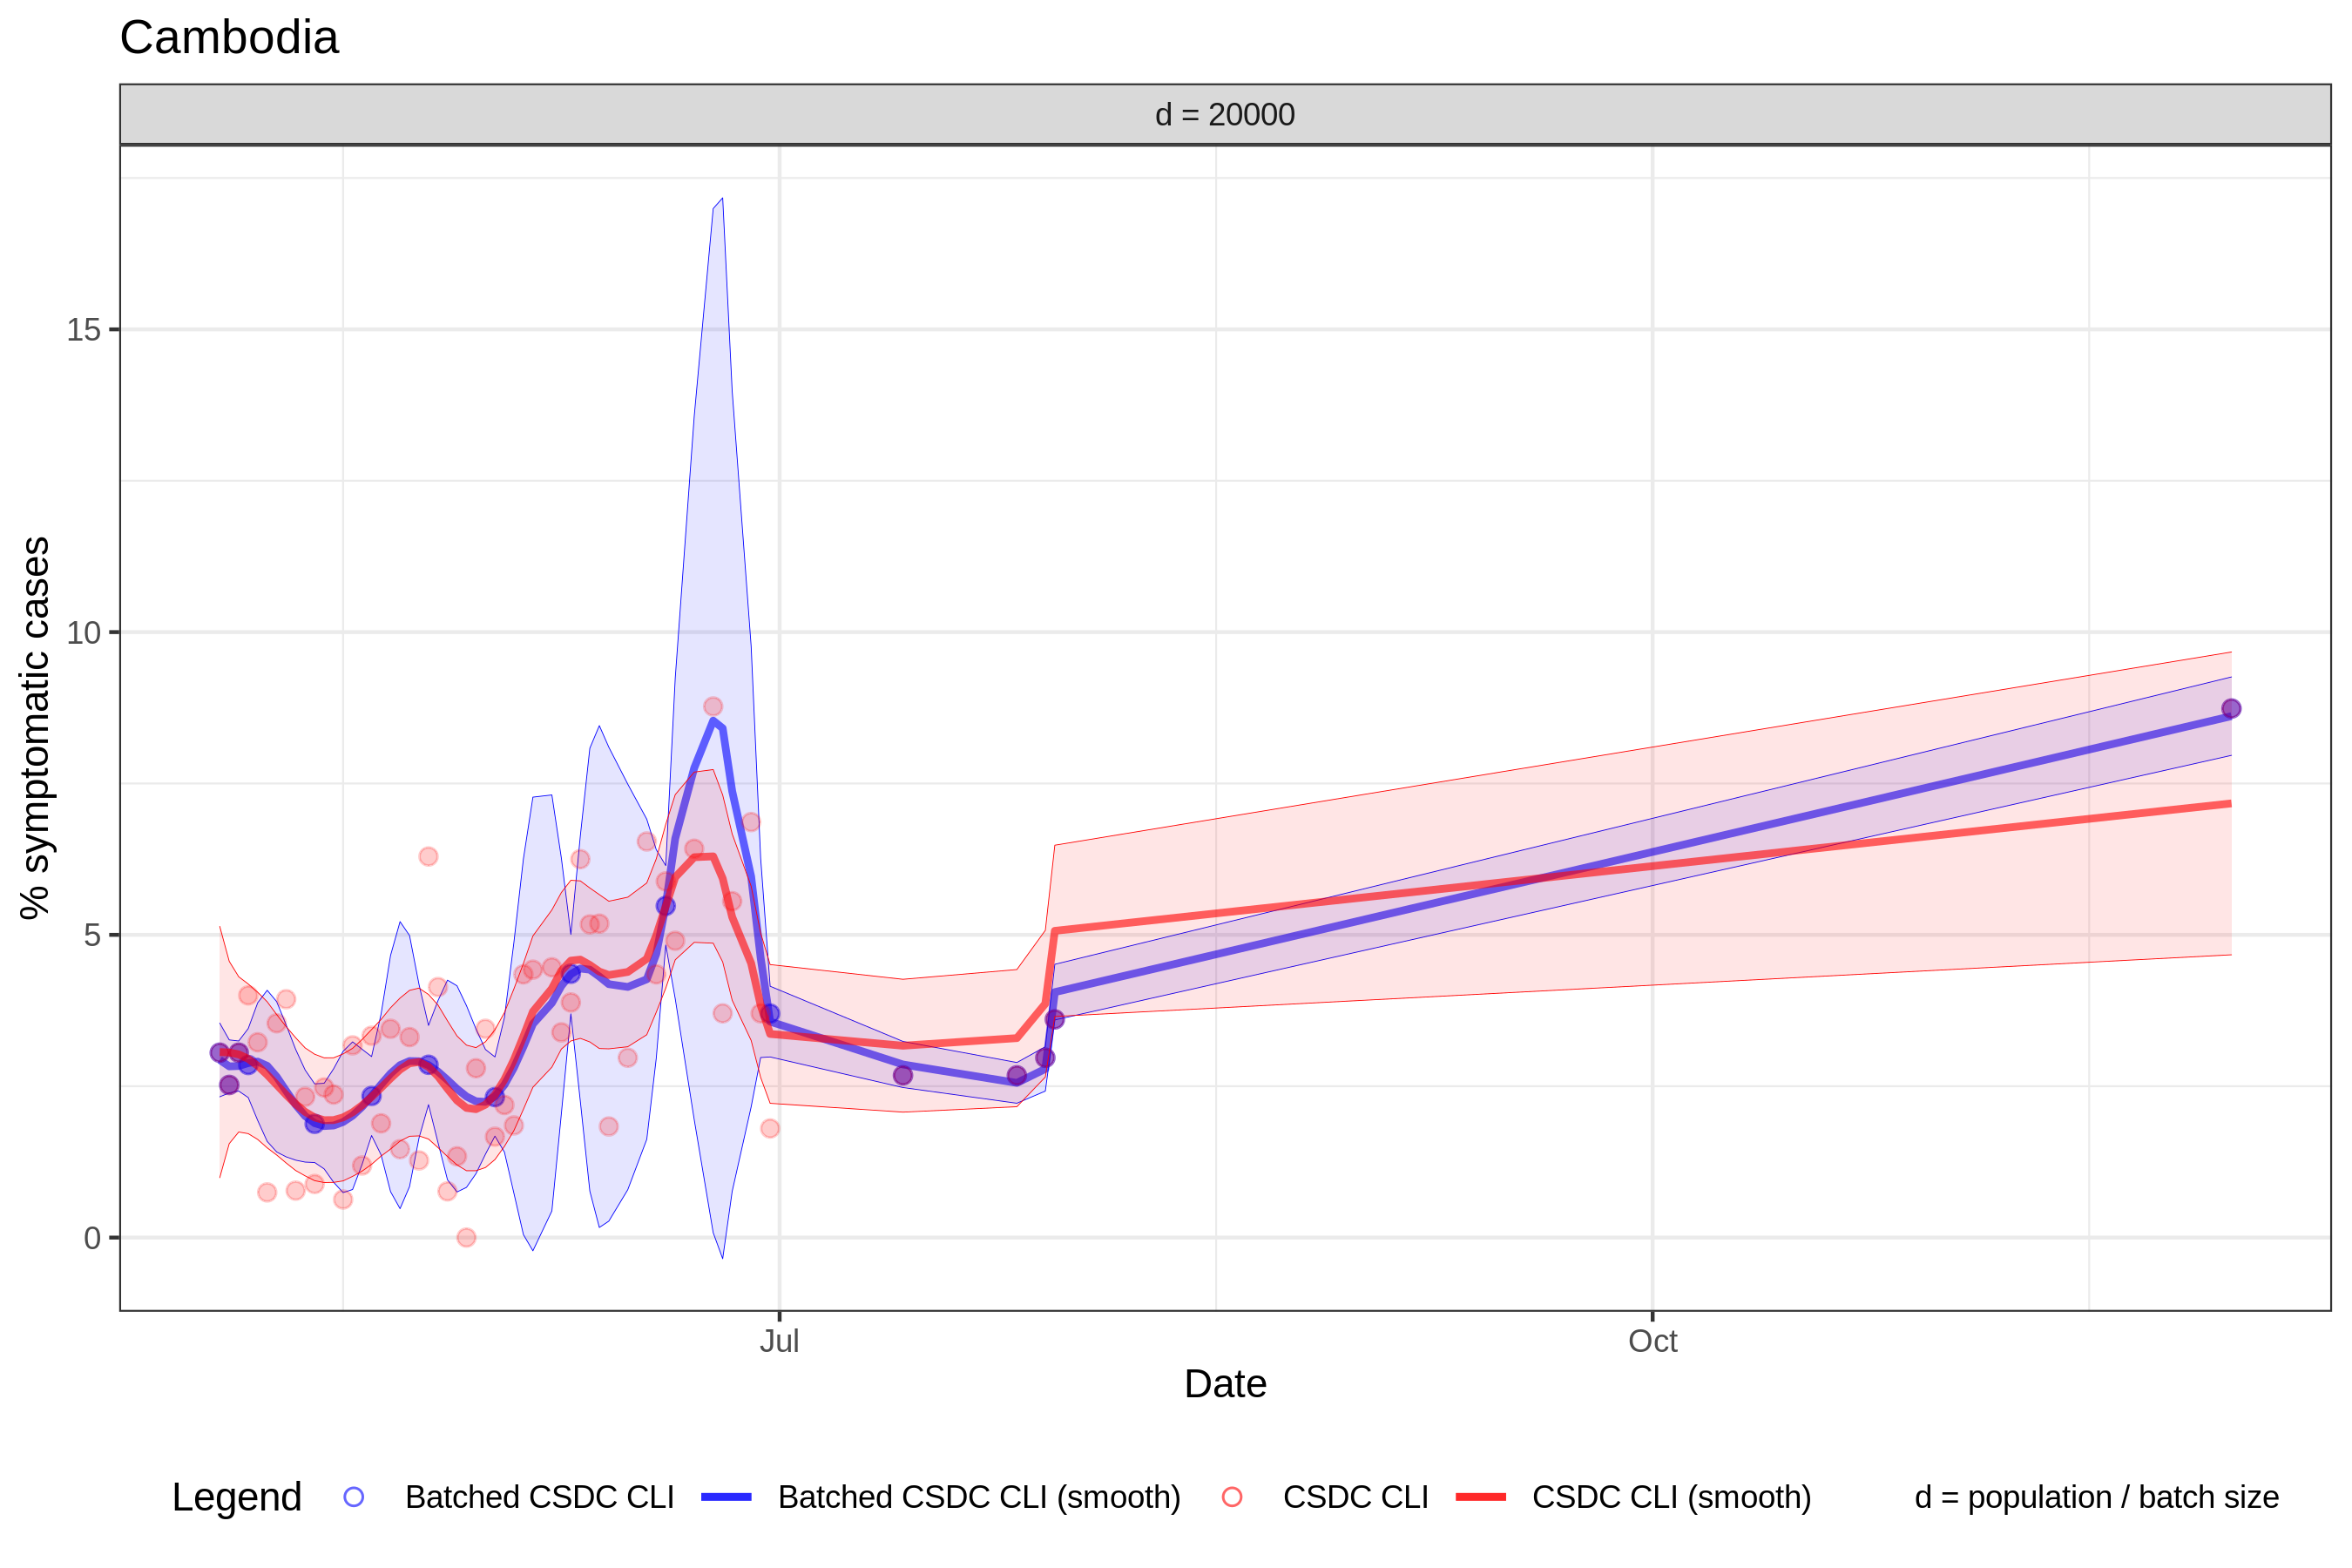 Cambodia
d = 20000
15
10
5
0
% symptomatic cases
Jul
Oct
Date
Legend
Batched CSDC CLI
Batched CSDC CLI (smooth)
CSDC CLI
CSDC CLI (smooth)
d = population / batch size